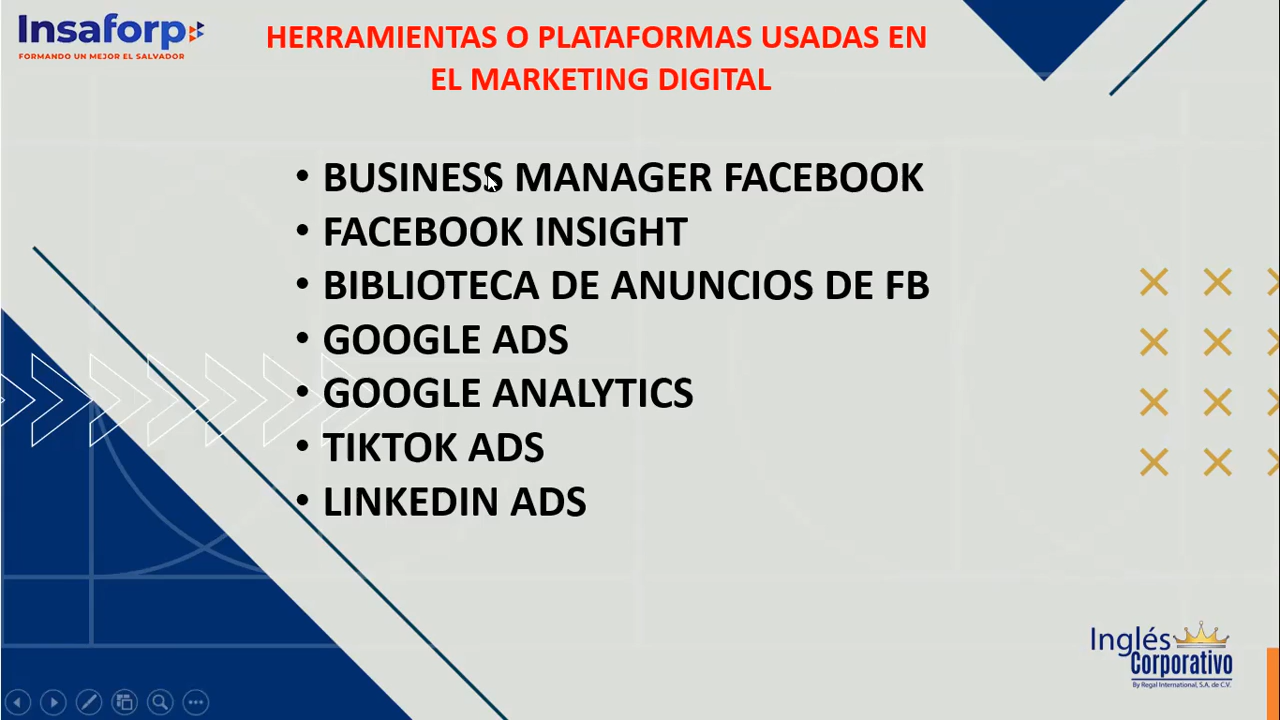 Insaforp
FORMANDO UN MEJOR EL SALVADOR
HERRAMIENTAS O PLATAFORMAS USADAS EN
EL MARKETING DIGITAL
• BUSINESS MANAGER FACEBOOK
• FACEBOOK INSIGHT
• BIBLIOTECA DE ANUNCIOS DE FB
• GOOGLE ADS
• GOOGLE ANALYTICS
• TIKTOK ADS
• LINKEDIN ADS
Inglés
Corporativo
By Regal International, S.A. de C.V.